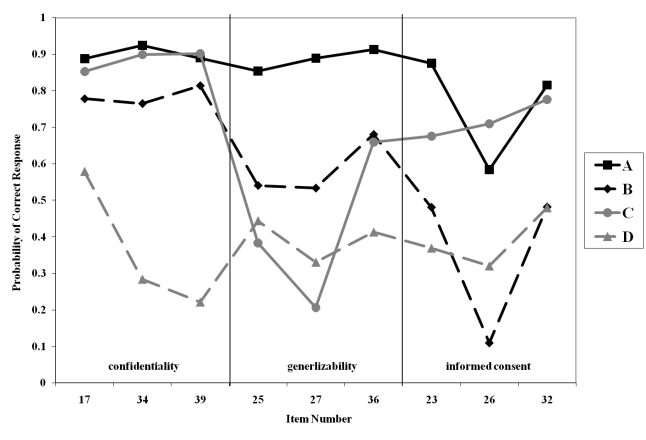 1
0.9
0.8
0.7
0.6
0.5
0.4
0.3
0.2
0.1
0
Probability of Correct Response
confidentiality
generlizability
informed consent
17 34 39 25 27 36 23 26 32
Item Number
A
B
C
D